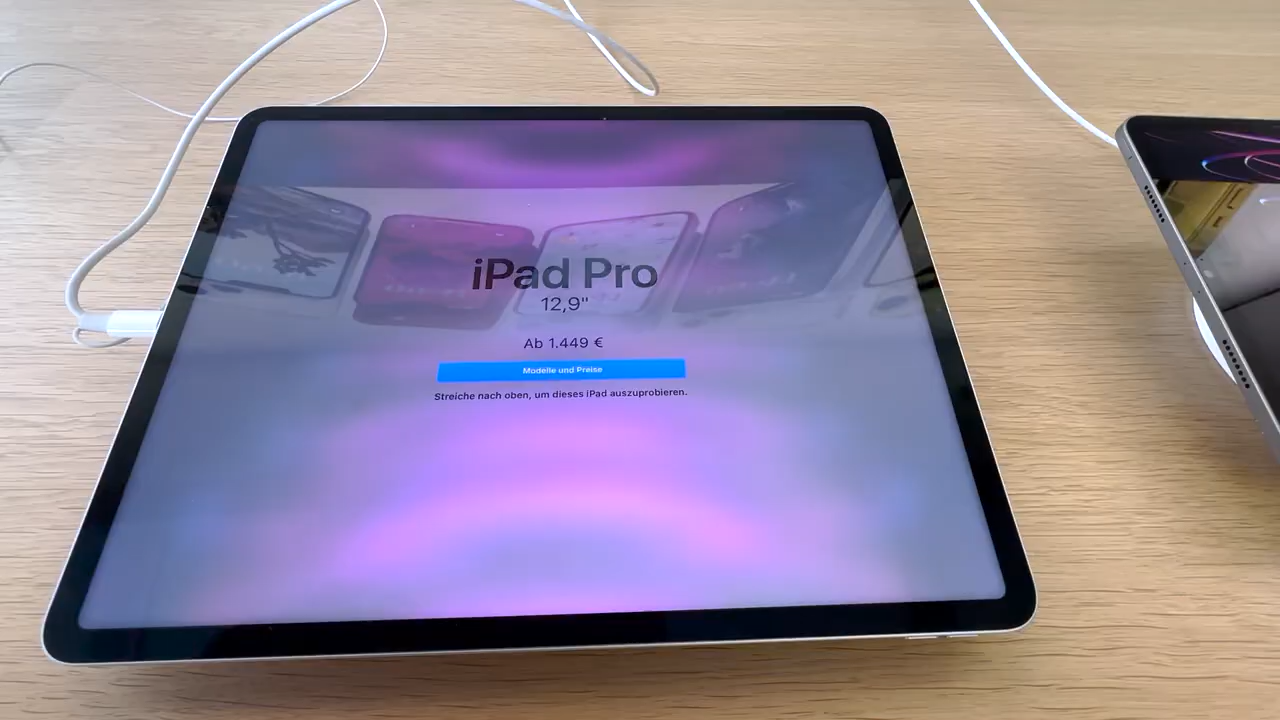 iPad Pro
12,9"
Ab 1.449 €
Modelle und Preise
Streiche nach oben, um dieses iPad auszuprobieren.